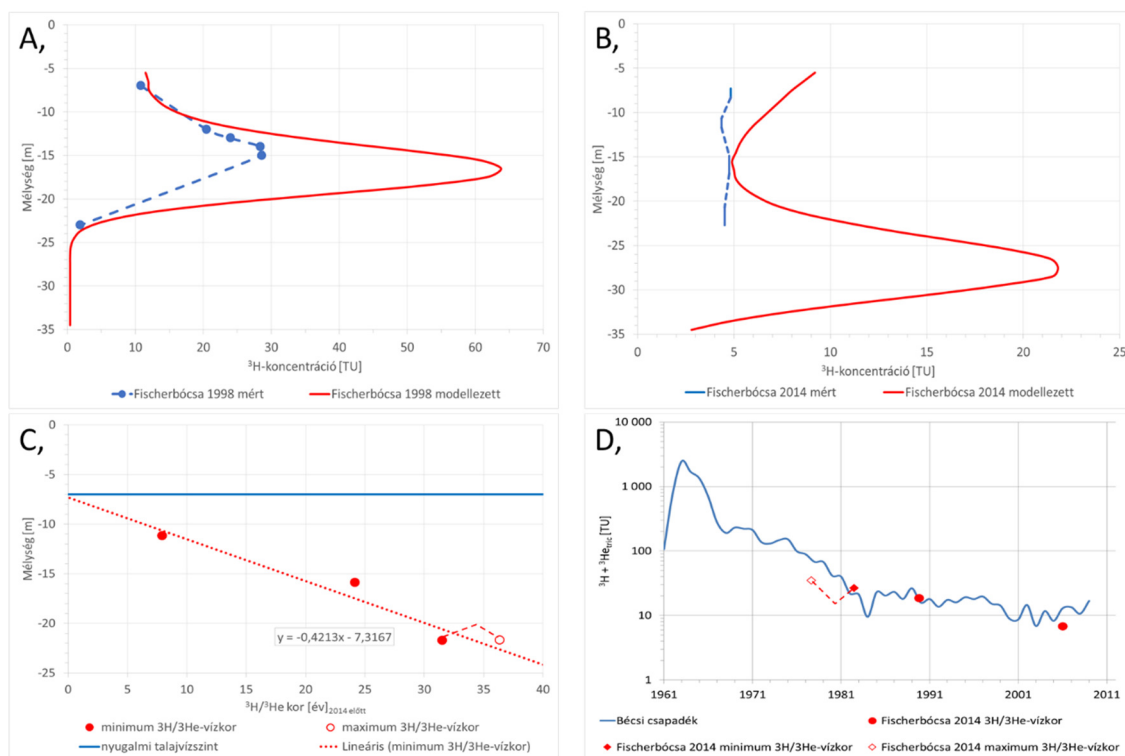 A,
0
-5
-10
-15
-20
-25
-30
-35
Mélység [m]
0 10 20 30 40 50 60 70
³H-koncentráció [TU]
Fischerbócsa 1998 mért
Fischerbócsa 1998 modellezett
B,
0
-5
-10
-15
-20
-25
-30
-35
Mélység [m]
0 5 10 15 20 25
³H-koncentráció [TU]
Fischerbócsa 2014 mért
Fischerbócsa 2014 modellezett
C,
0
-5
-10
-15
-20
-25
Mélység [m]
y = -0,4213x - 7,3167
0 5 10 15 20 25 30 35 40
³H/³He kor [év]2014 előtt
minimum 3H/3He-vízkor
maximum 3H/3He-vízkor
nyugalmi talajvízszint
Lineáris (minimum 3H/3He-vízkor)
D,
10 000
1 000
100
10
1
³H + ³Hetric [TU]
1961 1971 1981 1991 2001 2011
Bécsi csapadék
Fischerbócsa 2014 3H/3He-vízkor
Fischerbócsa 2014 minimum 3H/3He-vízkor
Fischerbócsa 2014 maximum 3H/3He-vízkor